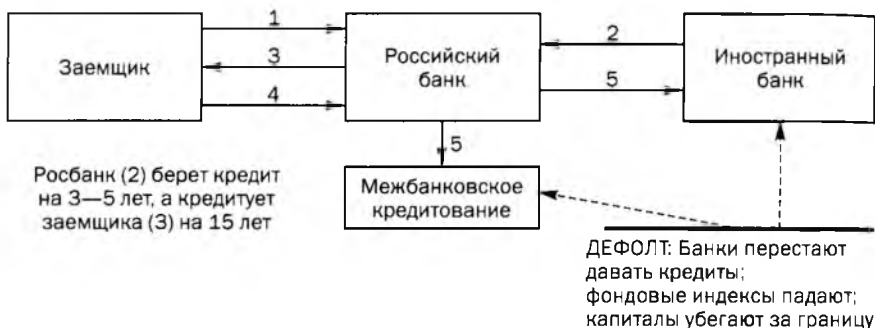 1
2
Заемщик
3
Российский
банк
Иностранный
банк
4
5
5
Росбанк (2) берет кредит
на 3—5 лет, а кредитует
заемщика (3) на 15 лет
Межбанковское
кредитование
ДЕФОЛТ: Банки перестают
давать кредиты;
фондовые индексы падают;
капиталы убегают за границу